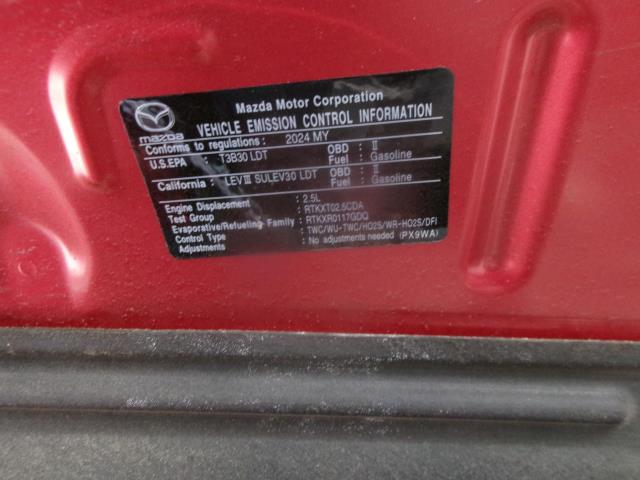 Mazda Motor Corporation
mazda
VEHICLE EMISSION CONTROL INFORMATION
Conforms to regulations: 2024 MY
U.S.EPA : T3B30 LDT OBD : II
Fuel : Gasoline
California : LEV III SULEV30 LDT OBD : II
Fuel : Gasoline
Engine Displacement : 2.5L
Test Group : RTKXT02.5CDA
Evaporative/Refueling Family : RTKXR0117GDQ
Control Type : TWC/WU-TWC/HO2S/WR-HO2S/DFI
Adjustments : No adjustments needed (PX9WA)